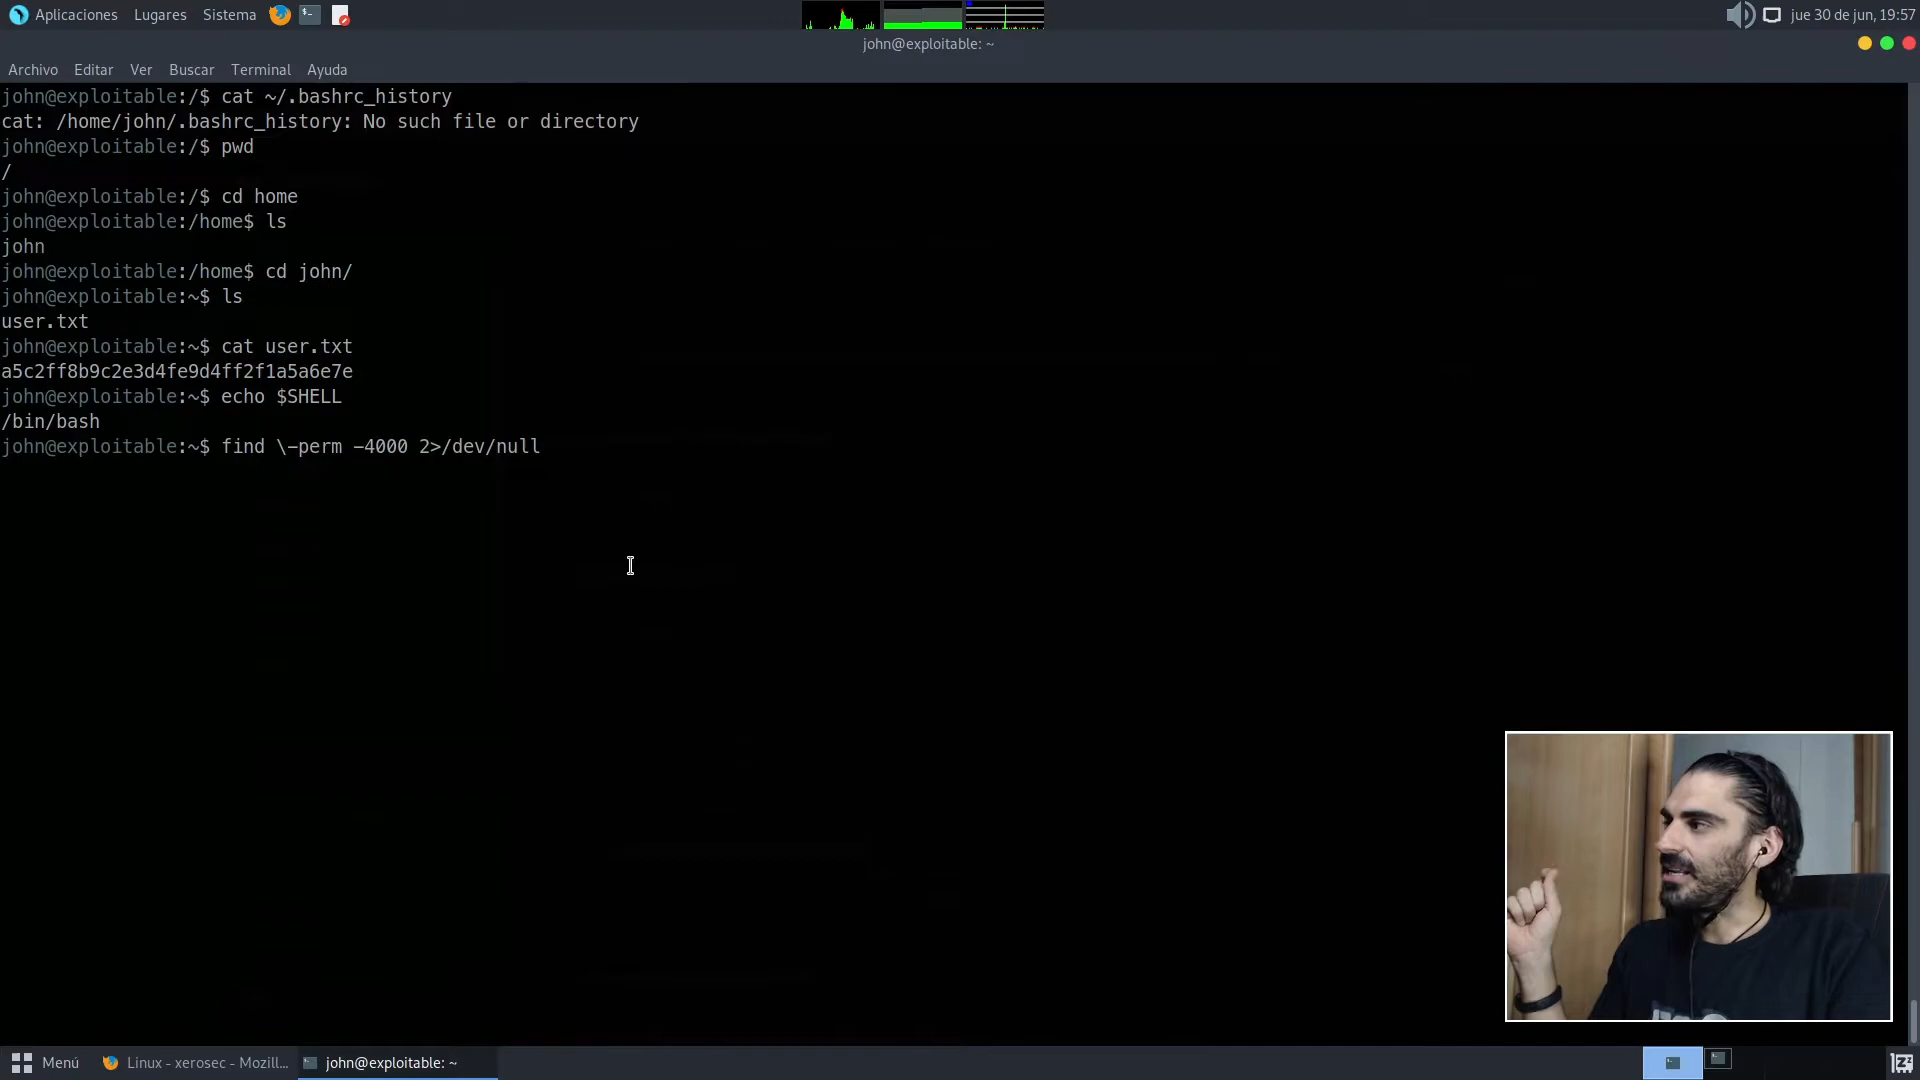 Aplicaciones Lugares Sistema jue 30 de jun, 19:57
john@exploitable: ~
Archivo Editar Ver Buscar Terminal Ayuda
john@exploitable:/$ cat ~/.bashrc_history
cat: /home/john/.bashrc_history: No such file or directory
john@exploitable:/$ pwd
/
john@exploitable:/$ cd home
john@exploitable:/home$ ls
john
john@exploitable:/home$ cd john/
john@exploitable:~$ ls
user.txt
john@exploitable:~$ cat user.txt
a5c2ff8b9c2e3d4fe9d4ff2f1a5a6e7e
john@exploitable:~$ echo $SHELL
/bin/bash
john@exploitable:~$ find \-perm -4000 2>/dev/null
Menú Linux - xerosec - Mozill... john@exploitable: ~